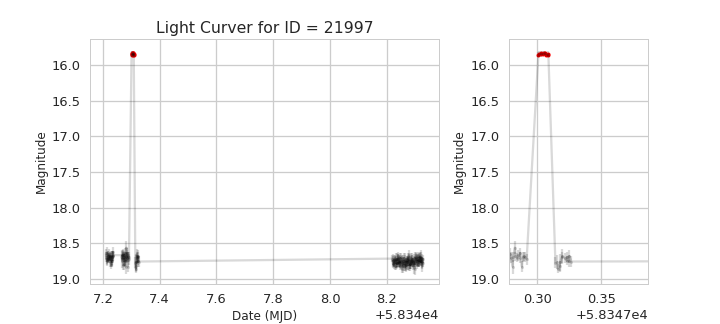 Light Curver for ID = 21997
Magnitude
16.0
16.5
17.0
17.5
18.0
18.5
19.0
7.2 7.4 7.6 7.8 8.0 8.2
Date (MJD)
+5.834e4
Magnitude
16.0
16.5
17.0
17.5
18.0
18.5
19.0
0.30 0.35
+5.8347e4